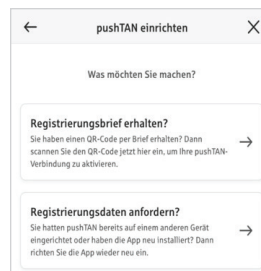 pushTAN einrichten
Was möchten Sie machen?
Registrierungsbrief erhalten?
Sie haben einen QR-Code per Brief erhalten? Dann
scannen Sie den QR-Code jetzt hier ein, um Ihre pushTAN-
Verbindung zu aktivieren.
Registrierungsdaten anfordern?
Sie hatten pushTAN bereits auf einem anderen Gerät
eingerichtet oder haben die App neu installiert? Dann
richten Sie die App wieder neu ein.